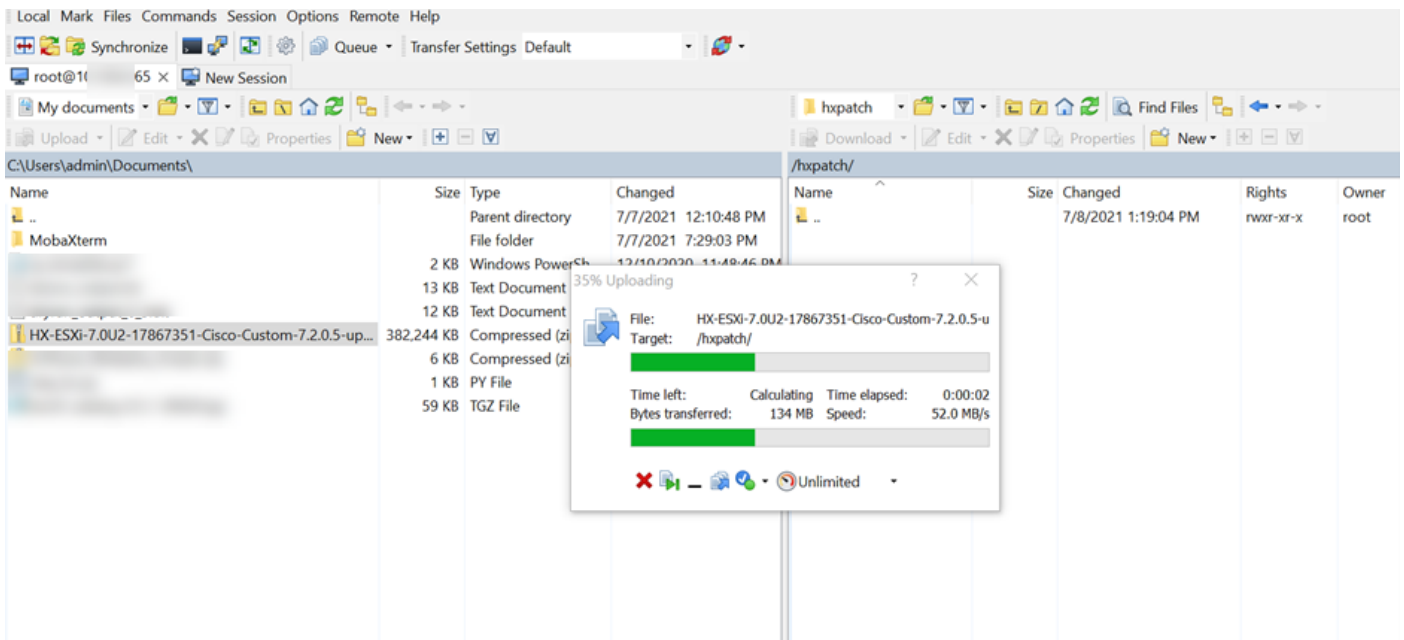 Local Mark Files Commands Session Options Remote Help
Synchronize Queue Transfer Settings Default
root@10 65 New Session
My documents hxpatch Find Files
Upload Edit Properties New Download Edit Properties New
C:\Users\admin\Documents\ /hxpatch/
Name Size Type Changed Name Size Changed Rights Owner
.. Parent directory 7/7/2021 12:10:48 PM .. 7/8/2021 1:19:04 PM rwxr-xr-x root
MobaXterm File folder 7/7/2021 7:29:03 PM
2 KB Windows PowerSh 12/10/2020 11:48:46 PM
13 KB Text Document
12 KB Text Document
HX-ESXi-7.0U2-17867351-Cisco-Custom-7.2.0.5-up... 382,244 KB Compressed (zi
6 KB Compressed (zi
1 KB PY File
59 KB TGZ File
35% Uploading ?
File: HX-ESXi-7.0U2-17867351-Cisco-Custom-7.2.0.5-u
Target: /hxpatch/
Time left: Calculating Time elapsed: 0:00:02
Bytes transferred: 134 MB Speed: 52.0 MB/s
Unlimited